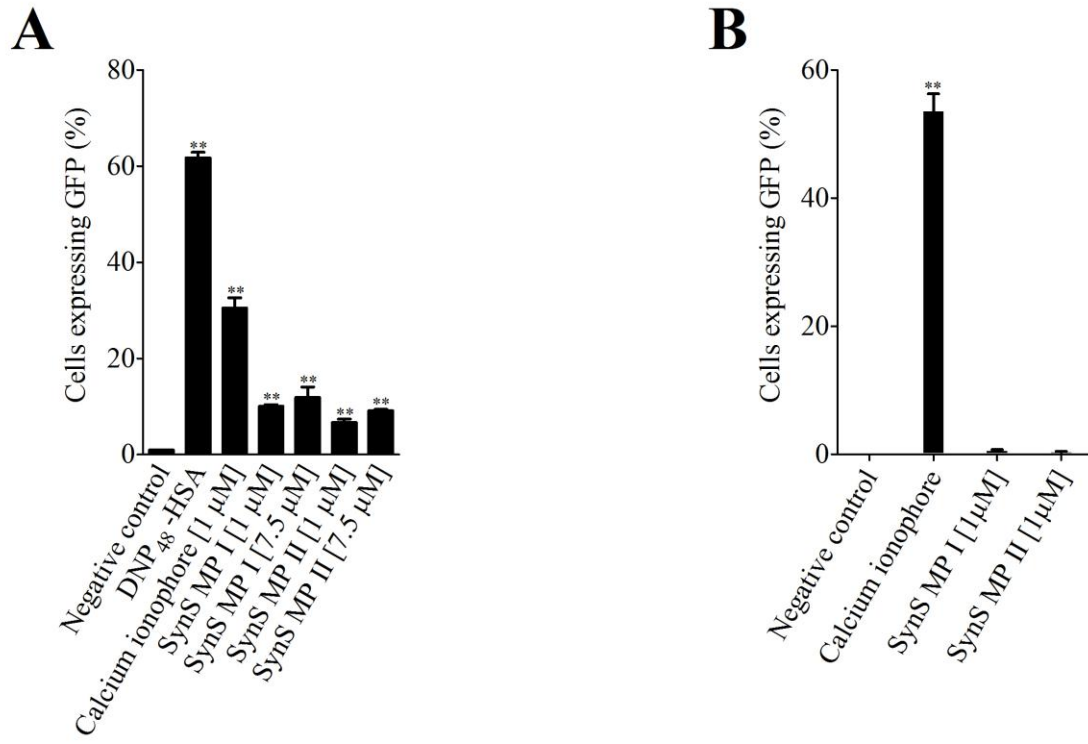 A
Cells expressing GFP (%)
80
60
40
20
0
**
**
**
**
**
**
Negative control
DNP 48 -HSA
Calcium ionophore [1 µM]
SynS MP I [1 µM]
SynS MP I [7.5 µM]
SynS MP II [1 µM]
SynS MP II [7.5 µM]
B
Cells expressing GFP (%)
60
40
20
0
**
Negative control
Calcium ionophore
SynS MP I [1µM]
SynS MP II [1µM]